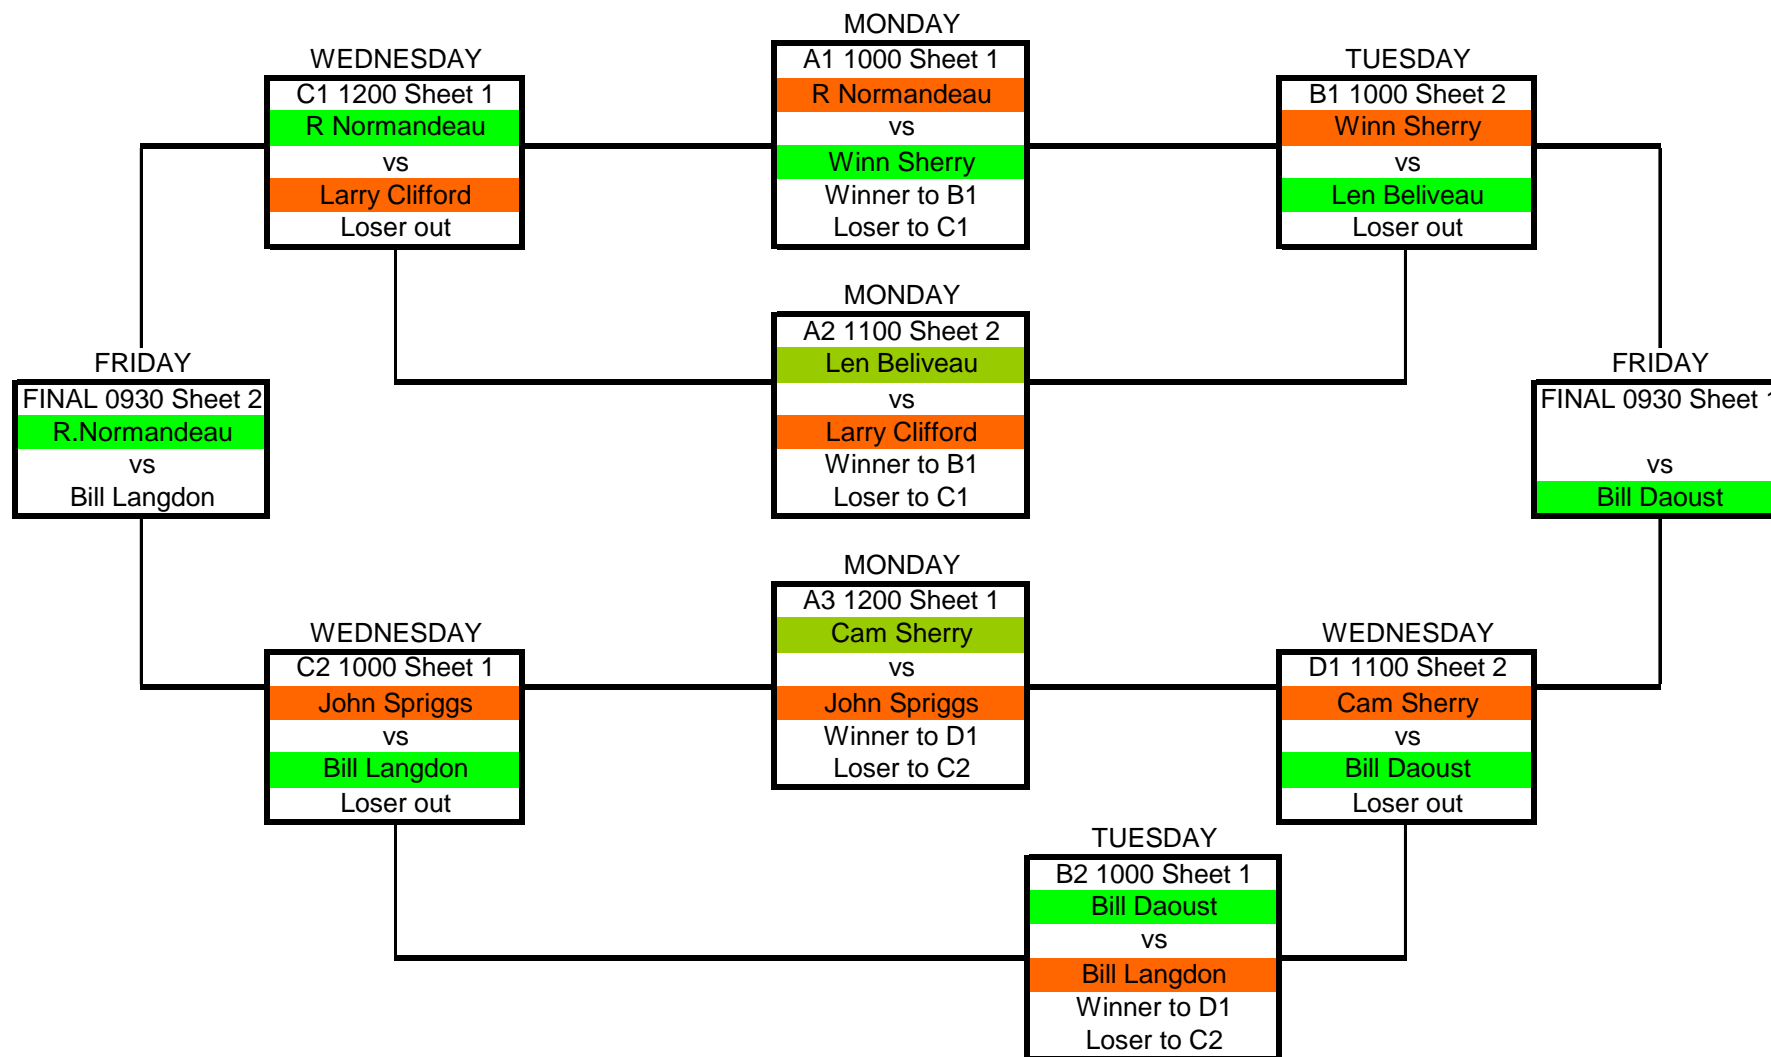 MONDAY
A1 1000 Sheet 1
R Normandeau
vs
Winn Sherry
Winner to B1
Loser to C1
WEDNESDAY
C1 1200 Sheet 1
R Normandeau
vs
Larry Clifford
Loser out
TUESDAY
B1 1000 Sheet 2
Winn Sherry
vs
Len Beliveau
Loser out
MONDAY
A2 1100 Sheet 2
Len Beliveau
vs
Larry Clifford
Winner to B1
Loser to C1
FRIDAY
FINAL 0930 Sheet 2
R.Normandeau
vs
Bill Langdon
FRIDAY
FINAL 0930 Sheet 1
vs
Bill Daoust
MONDAY
A3 1200 Sheet 1
Cam Sherry
vs
John Spriggs
Winner to D1
Loser to C2
WEDNESDAY
C2 1000 Sheet 1
John Spriggs
vs
Bill Langdon
Loser out
WEDNESDAY
D1 1100 Sheet 2
Cam Sherry
vs
Bill Daoust
Loser out
TUESDAY
B2 1000 Sheet 1
Bill Daoust
vs
Bill Langdon
Winner to D1
Loser to C2